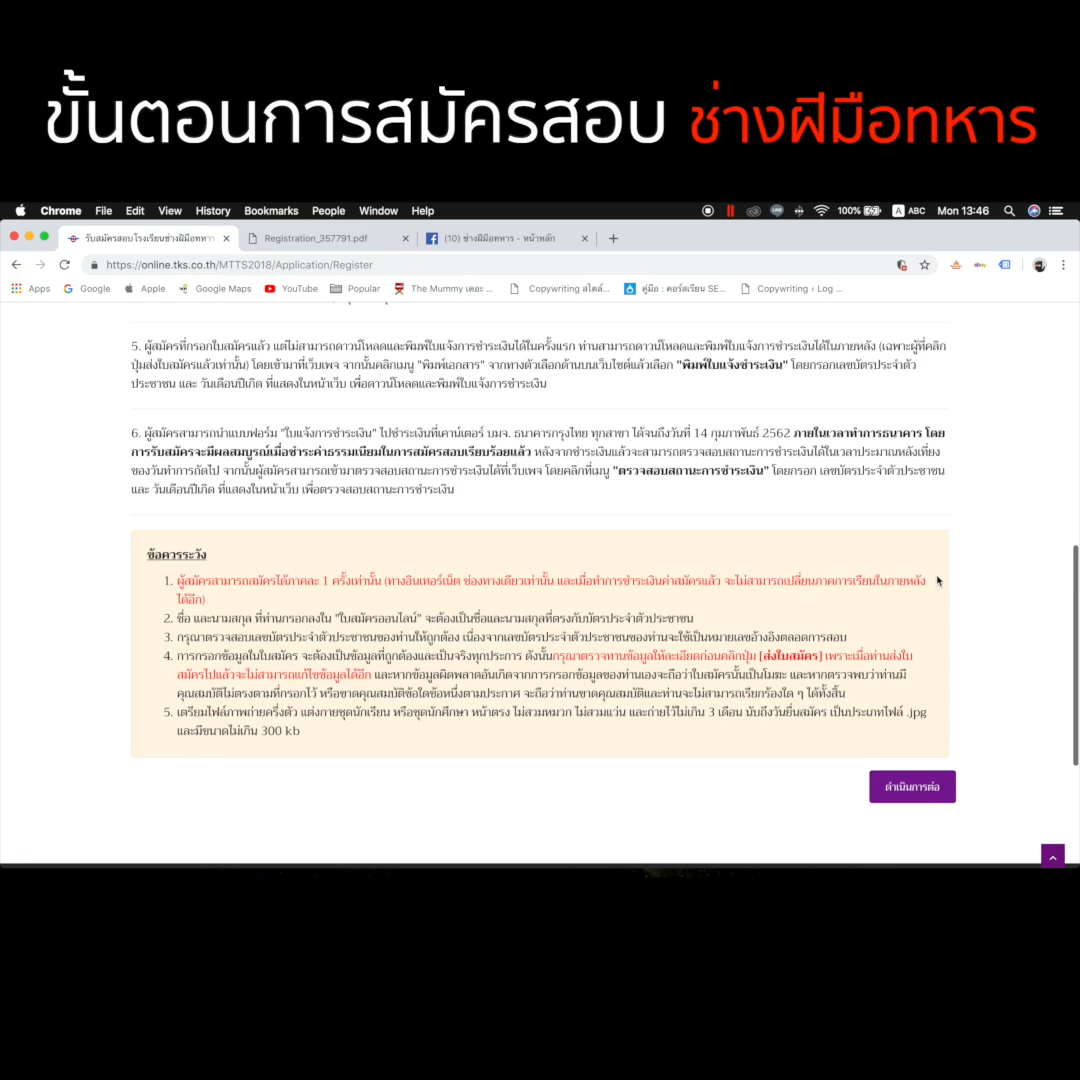 ขั้นตอนการสมัครสอบ ช่างฝีมือทหาร
Chrome File Edit View History Bookmarks People Window Help 100% A ABC Mon 13:46
รับสมัครสอบโรงเรียนช่างฝีมือทหาร Registration_357791.pdf (10) ช่างฝีมือทหาร - หน้าหลัก
https://online.tks.co.th/MTTS2018/Application/Register
Apps Google Apple Google Maps YouTube Popular The Mummy เดอะ ... Copywriting สไตล์... คู่มือ : คอร์สเรียน SE... Copywriting ‹ Log ...
5. ผู้สมัครที่กรอกใบสมัครแล้ว แต่ไม่สามารถดาวน์โหลดและพิมพ์ใบแจ้งการชำระเงินได้ในครั้งแรก ท่านสามารถดาวน์โหลดและพิมพ์ใบแจ้งการชำระเงินได้ในภายหลัง (เฉพาะผู้ที่คลิก
ปุ่มส่งใบสมัครแล้วเท่านั้น) โดยเข้ามาที่เว็บเพจ จากนั้นคลิกเมนู "พิมพ์เอกสาร" จากทางตัวเลือกด้านบนเว็บไซต์แล้วเลือก "พิมพ์ใบแจ้งชำระเงิน" โดยกรอกเลขบัตรประจำตัว
ประชาชน และ วันเดือนปีเกิด ที่แสดงในหน้าเว็บ เพื่อดาวน์โหลดและพิมพ์ใบแจ้งการชำระเงิน
6. ผู้สมัครสามารถนำแบบฟอร์ม "ใบแจ้งการชำระเงิน" ไปชำระเงินที่เคาน์เตอร์ บมจ. ธนาคารกรุงไทย ทุกสาขา ได้จนถึงวันที่ 14 กุมภาพันธ์ 2562 ภายในเวลาทำการธนาคาร โดย
การรับสมัครจะมีผลสมบูรณ์เมื่อชำระค่าธรรมเนียมในการสมัครสอบเรียบร้อยแล้ว หลังจากชำระเงินแล้วจะสามารถตรวจสอบสถานะการชำระเงินได้ในเวลาประมาณหลังเที่ยง
ของวันทำการถัดไป จากนั้นผู้สมัครสามารถเข้ามาตรวจสอบสถานะการชำระเงินได้ที่เว็บเพจ โดยคลิกที่เมนู "ตรวจสอบสถานะการชำระเงิน" โดยกรอก เลขบัตรประจำตัวประชาชน
และ วันเดือนปีเกิด ที่แสดงในหน้าเว็บ เพื่อตรวจสอบสถานะการชำระเงิน
ข้อควรระวัง
1. ผู้สมัครสามารถสมัครได้ภาคละ 1 ครั้งเท่านั้น (ทางอินเทอร์เน็ต ช่องทางเดียวเท่านั้น และเมื่อทำการชำระเงินค่าสมัครแล้ว จะไม่สามารถเปลี่ยนภาคการเรียนในภายหลัง
ได้อีก)
2. ชื่อ และนามสกุล ที่ท่านกรอกลงใน "ใบสมัครออนไลน์" จะต้องเป็นชื่อและนามสกุลที่ตรงกับบัตรประจำตัวประชาชน
3. กรุณาตรวจสอบเลขบัตรประจำตัวประชาชนของท่านให้ถูกต้อง เนื่องจากเลขบัตรประจำตัวประชาชนของท่านจะใช้เป็นหมายเลขอ้างอิงตลอดการสอบ
4. การกรอกข้อมูลในใบสมัคร จะต้องเป็นข้อมูลที่ถูกต้องและเป็นจริงทุกประการ ดังนั้นกรุณาตรวจทานข้อมูลให้ละเอียดก่อนคลิกปุ่ม [ส่งใบสมัคร] เพราะเมื่อท่านส่งใบ
สมัครไปแล้วจะไม่สามารถแก้ไขข้อมูลได้อีก และหากข้อมูลผิดพลาดอันเกิดจากการกรอกข้อมูลของท่านเองจะถือว่าใบสมัครนั้นเป็นโมฆะ และหากตรวจพบว่าท่านมี
คุณสมบัติไม่ตรงตามที่กรอกไว้ หรือขาดคุณสมบัติข้อใดข้อหนึ่งตามประกาศ จะถือว่าท่านขาดคุณสมบัติและท่านจะไม่สามารถเรียกร้องใด ๆ ได้ทั้งสิ้น
5. เตรียมไฟล์ภาพถ่ายครึ่งตัว แต่งกายชุดนักเรียน หรือชุดนักศึกษา หน้าตรง ไม่สวมหมวก ไม่สวมแว่น และถ่ายไว้ไม่เกิน 3 เดือน นับถึงวันยื่นสมัคร เป็นประเภทไฟล์ .jpg
และมีขนาดไม่เกิน 300 kb
ดำเนินการต่อ